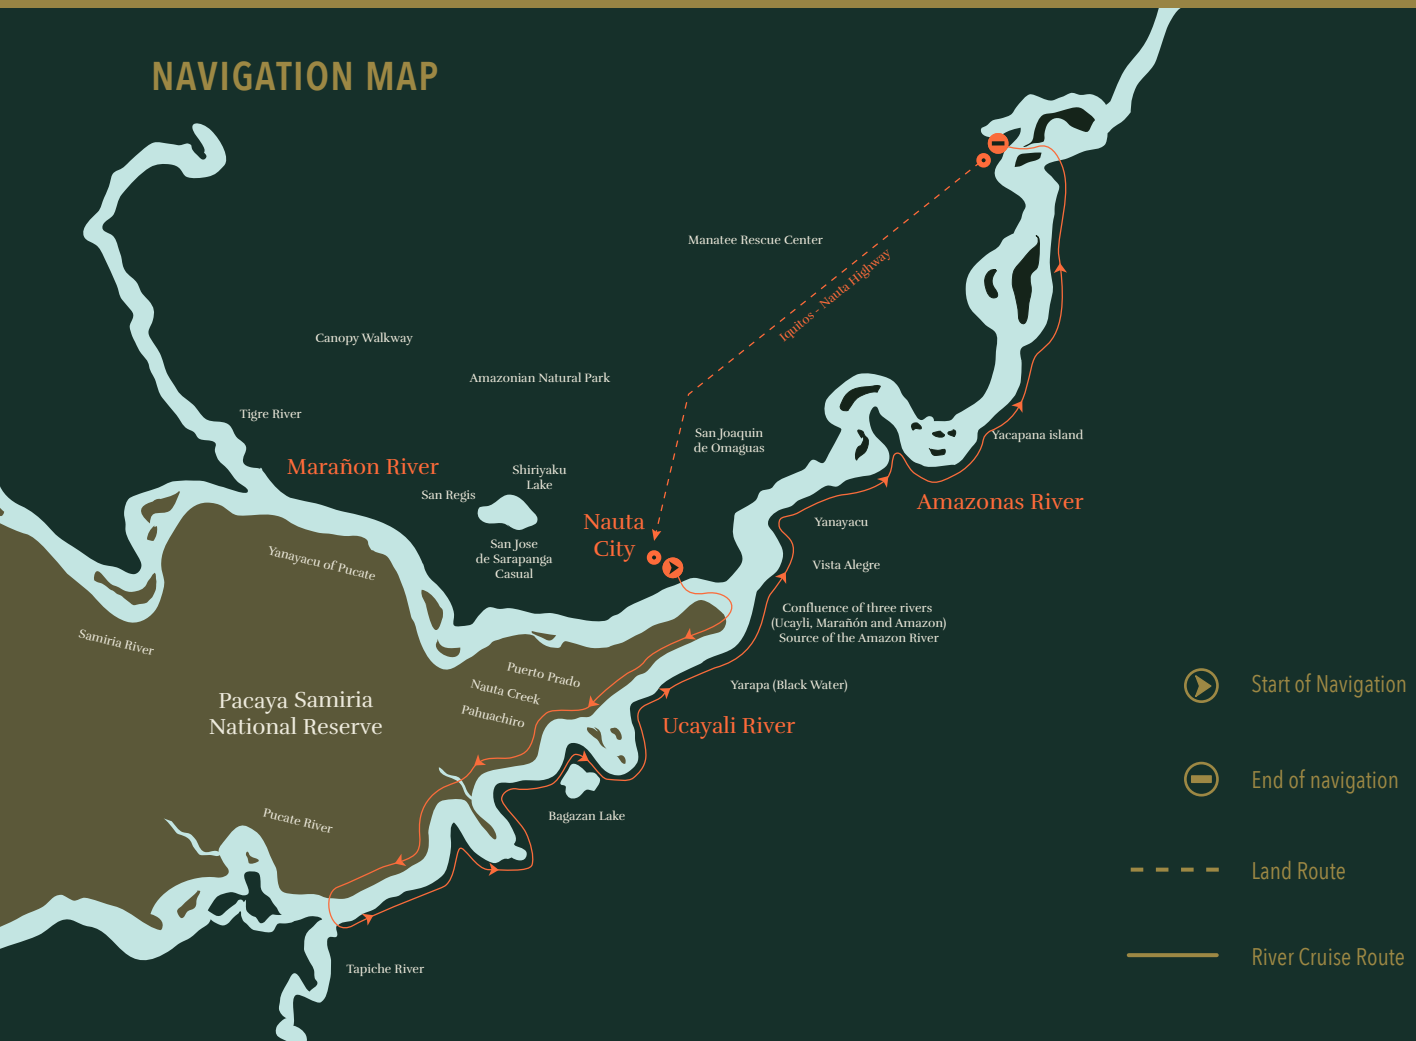 NAVIGATION MAP
Manatee Rescue Center
Iquitos - Nauta Highway
Canopy Walkway
Amazonian Natural Park
Tigre River
San Joaquin
de Omaguas
Yacapana island
Marañon River
Shiriyaku
Lake
San Regis
Amazonas River
Nauta
City
Yanayacu
San Jose
de Sarapanga
Casual
Yanayacu of Pucate
Vista Alegre
Confluence of three rivers
(Ucayli, Marañón and Amazon)
Source of the Amazon River
Samiria River
Puerto Prado
Nauta Creek
Pahuachiro
Yarapa (Black Water)
Pacaya Samiria
National Reserve
Ucayali River
Start of Navigation
End of navigation
Bagazan Lake
Pucate River
Land Route
River Cruise Route
Tapiche River